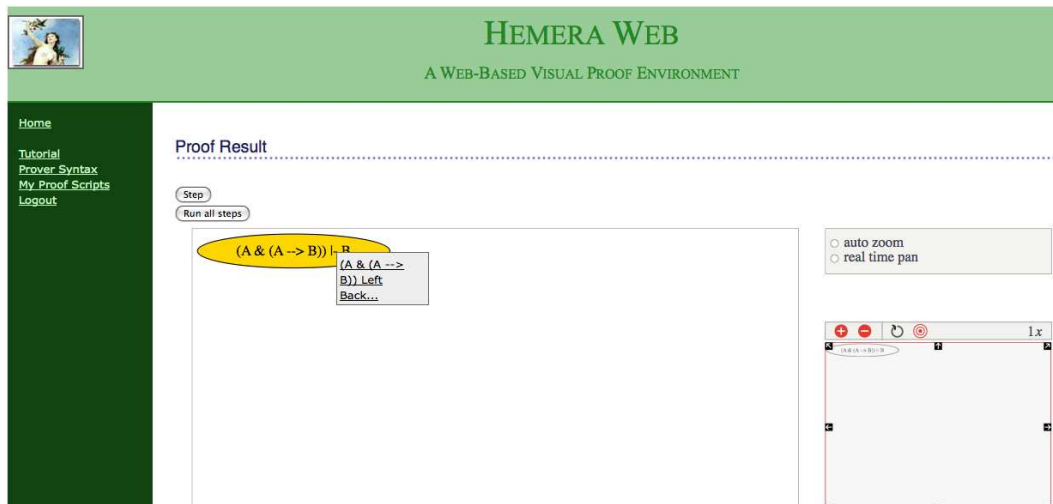 HEMERA WEB
A WEB-BASED VISUAL PROOF ENVIRONMENT
Home
Tutorial
Prover Syntax
My Proof Scripts
Logout
Proof Result
Step
Run all steps
(A & (A --> B)) |- B
(A & (A -->
B)) Left
Back...
auto zoom
real time pan
1x
(A & (A --> B)) |- B